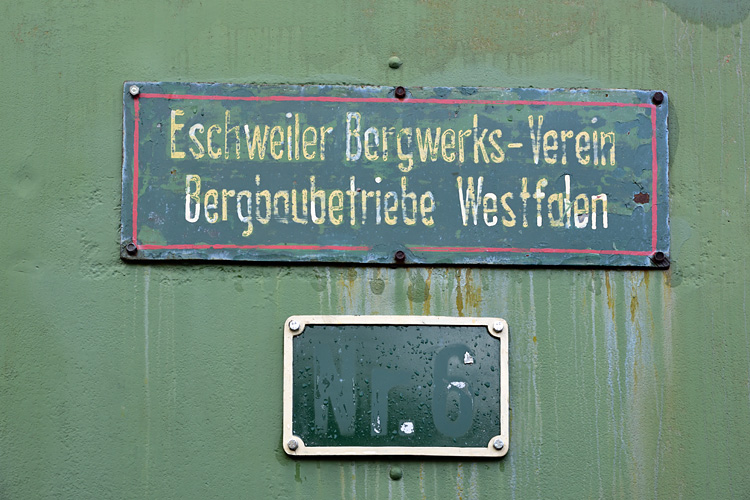 Eschweiler Bergwerks-Verein
Bergbaubetriebe Westfalen
Nr. 6